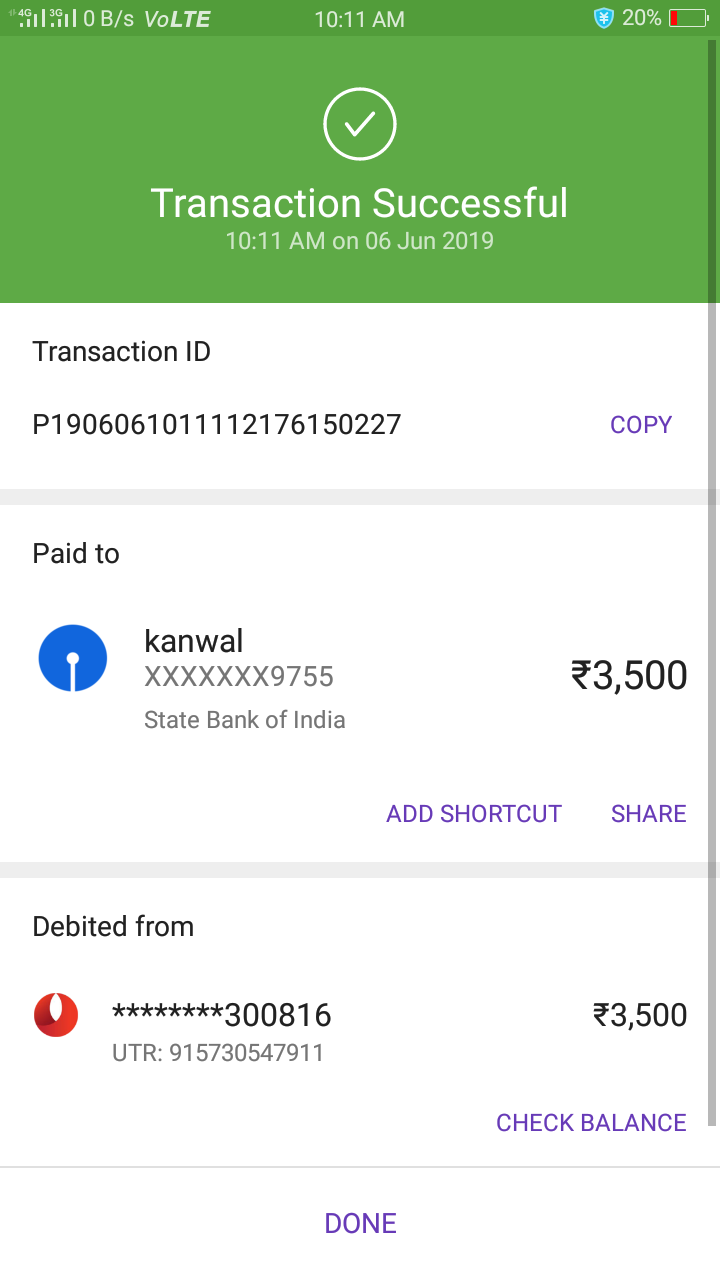 4G 3G 0 B/s VoLTE 10:11 AM 20%
Transaction Successful
10:11 AM on 06 Jun 2019
Transaction ID
P1906061011112176150227 COPY
Paid to
kanwal
XXXXXXX9755
₹3,500
State Bank of India
ADD SHORTCUT SHARE
Debited from
********300816 ₹3,500
UTR: 915730547911
CHECK BALANCE
DONE